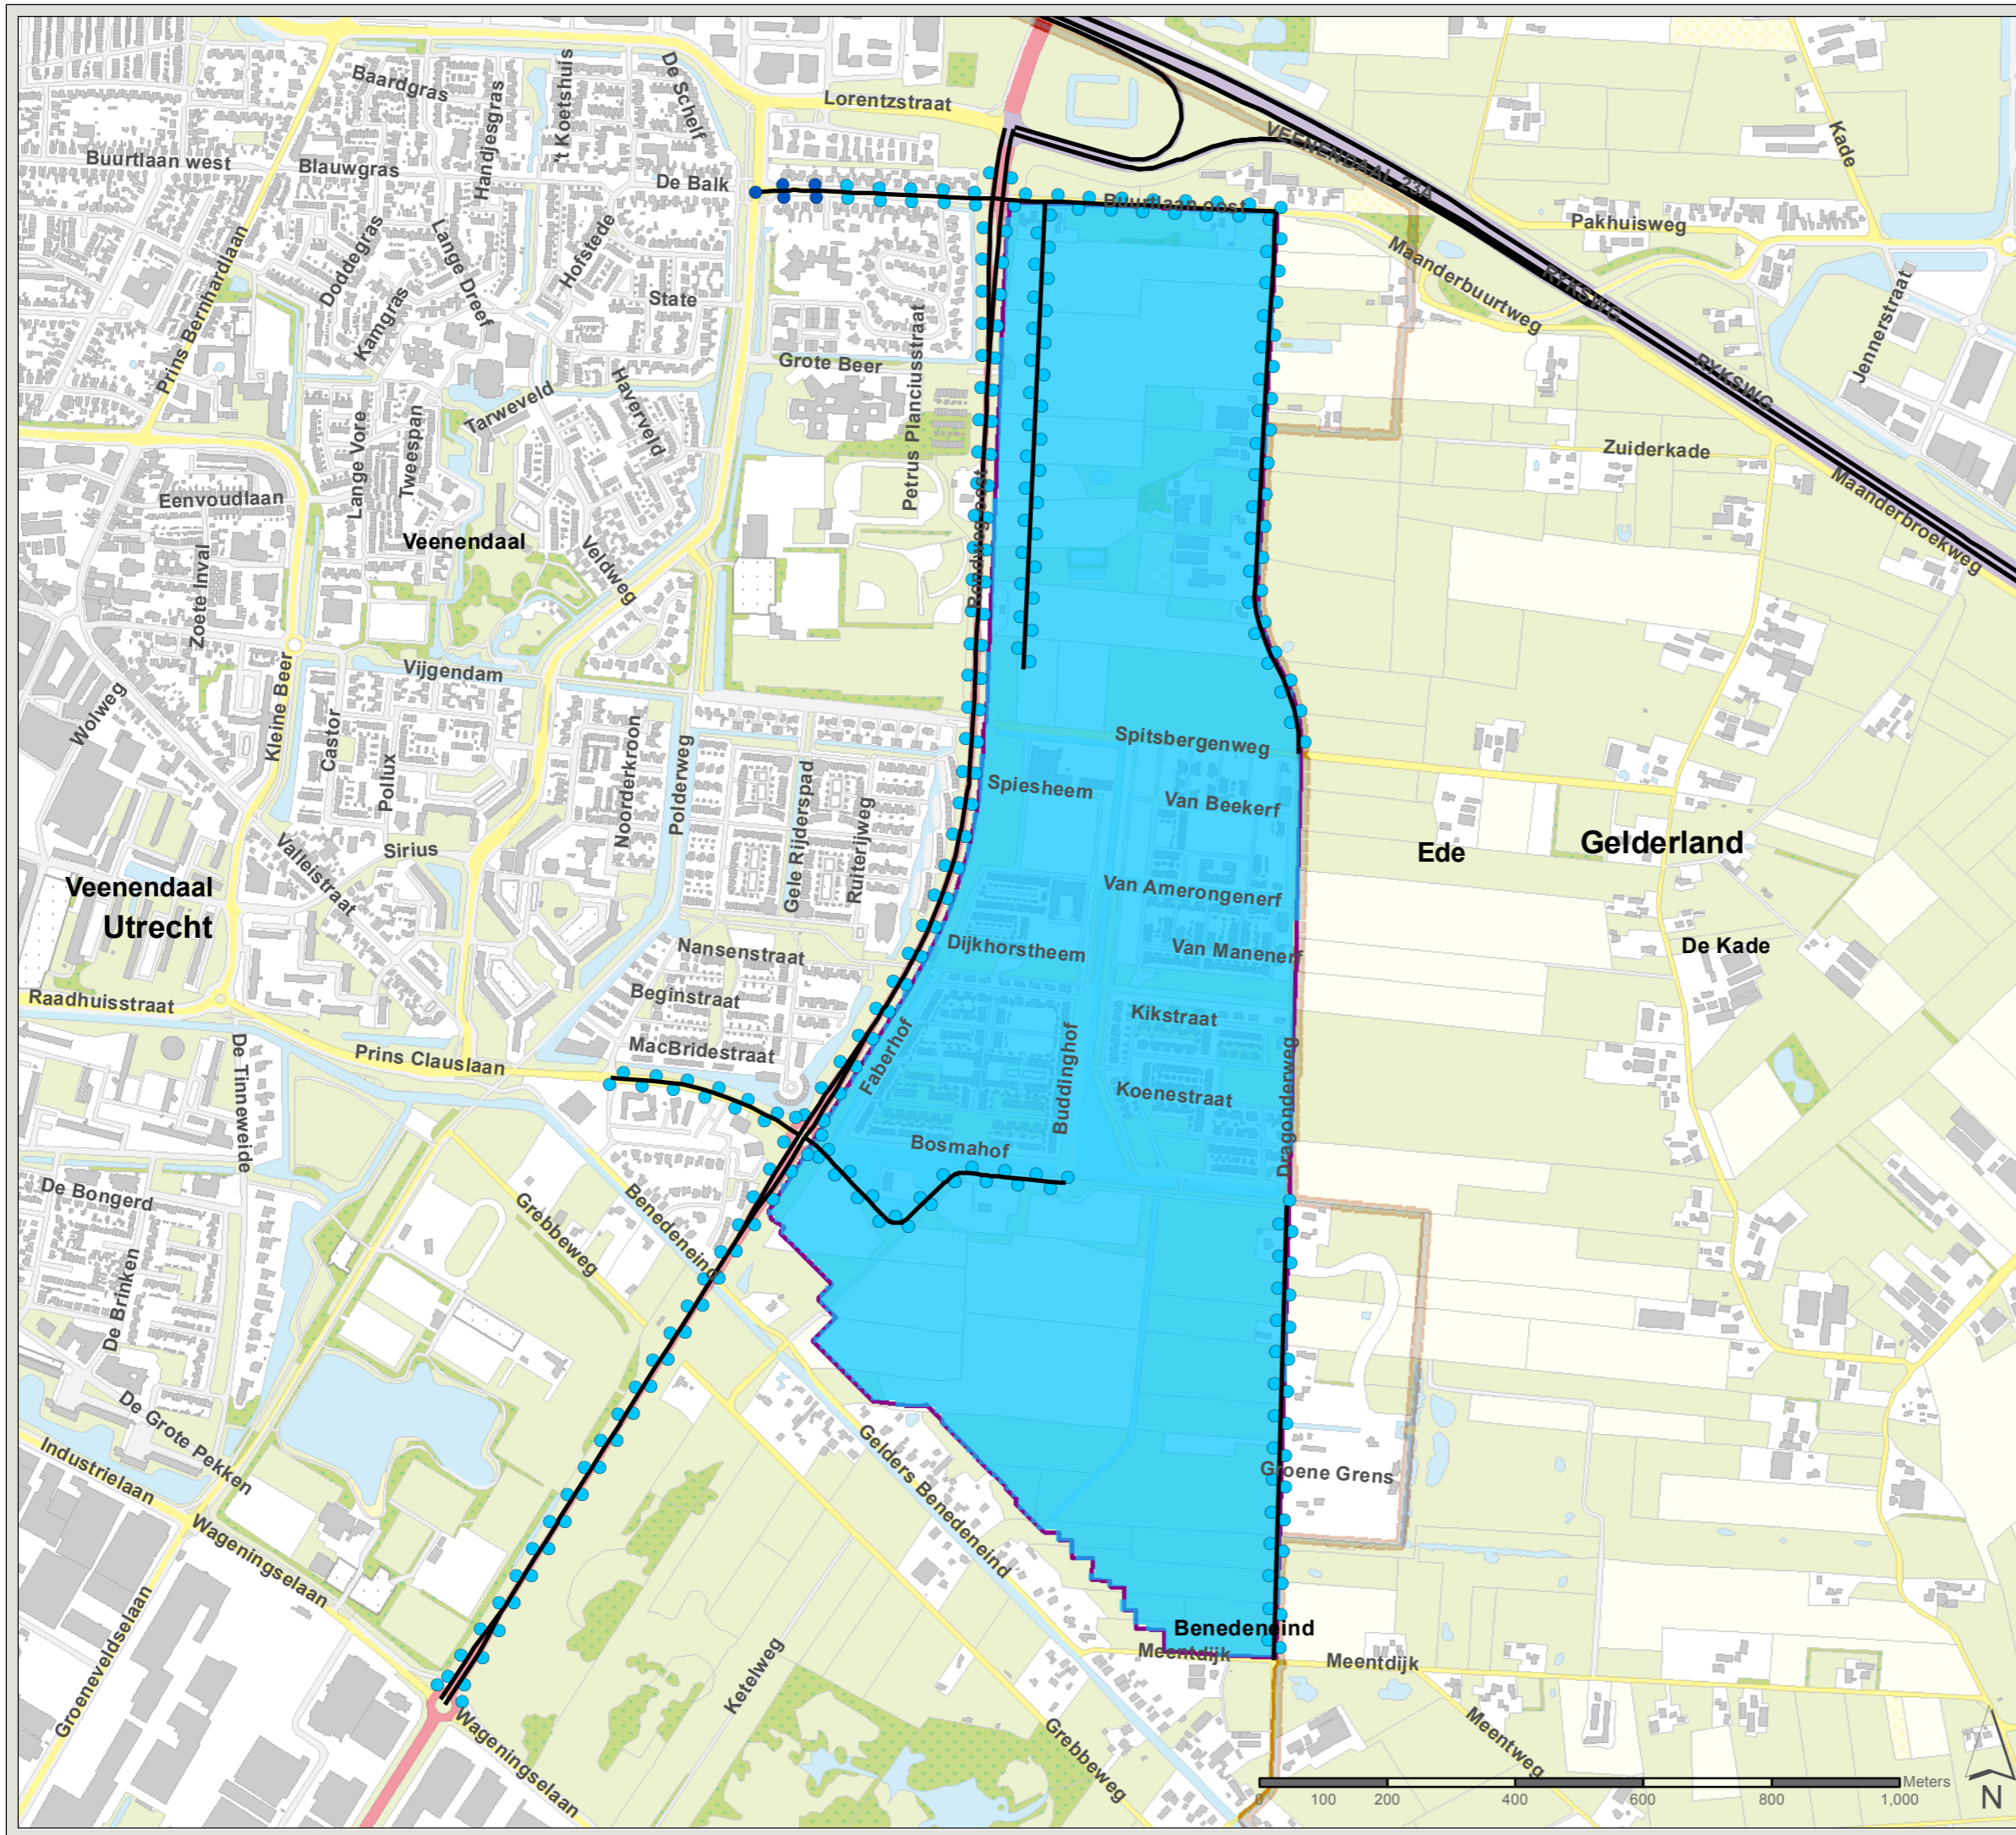 Baardgras
Handjesgras
't Koetshuis
De Schelf
Lorentzstraat
VEENENDAAL 23A
Kade
Buurtlaan west
Blauwgras
De Balk
Buurtlaan oost
Pakhuisweg
Prins Bernhardlaan
Doddegras
Kamgras
Lange Dreef
Hofstede
State
Maanderbuurtweg
RYKSWG
RYKSWG
Jennerstraat
Grote Beer
Petrus Planciusstraat
Tarweveld
Haverveld
Lange Vore
Tweespan
Eenvoudlaan
Zuiderkade
Maanderbroekweg
Rondweg-oost
Veenendaal
Veldweg
Zoete Inval
Vijgendam
Wolweg
Kleine Beer
Castor
Pollux
Noorderkroon
Polderweg
Gele Rijderspad
Ruiterijweg
Spitsbergenweg
Spiesheem
Van Beekerf
Valleistraat
Sirius
Ede
Gelderland
Veenendaal
Utrecht
Van Amerongenerf
Dijkhorstheem
Van Manenerf
De Kade
Nansenstraat
Beginstraat
Raadhuisstraat
MacBridestraat
Prins Clauslaan
De Tinneweide
Faberhof
Buddinghof
Kikstraat
Koenestraat
Dragonderweg
Bosmahof
De Bongerd
Grebbeweg
Benedeneind
De Brinken
De Grote Pekken
Industrielaan
Wageningselaan
Gelders Benedeneind
Groene Grens
Groeneveldselaan
Ketelweg
Benedeneind
Meentdijk
Meentdijk
Meentweg
Grebbeweg
Wageningselaan
0 100 200 400 600 800 1,000
Meters
N